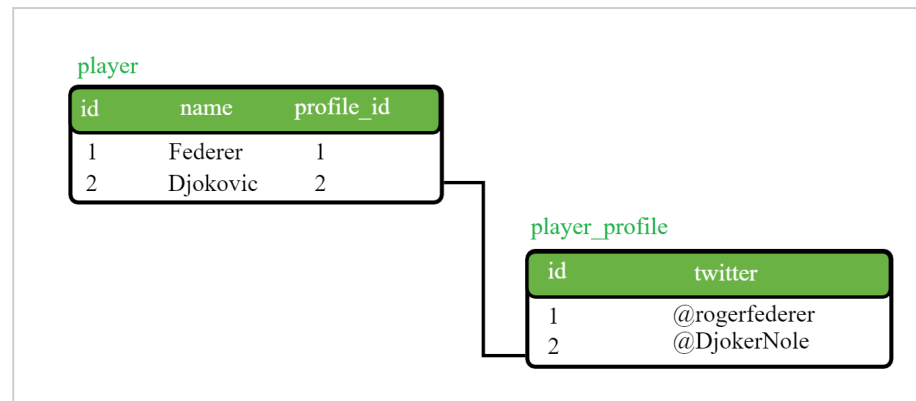 player
id name profile_id
1 Federer 1
2 Djokovic 2
player_profile
id twitter
1 @rogerfederer
2 @DjokerNole